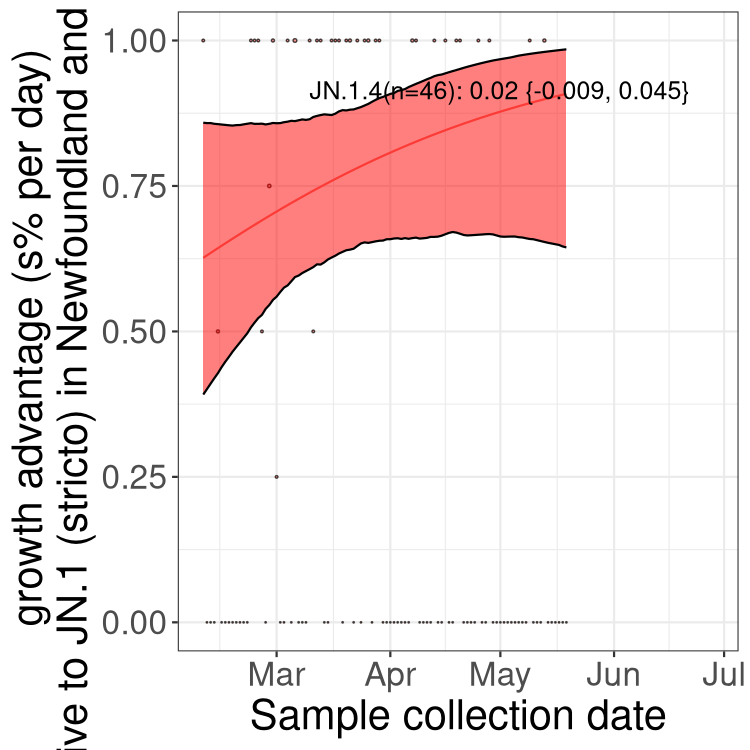 growth advantage (s% per day)
ive to JN.1 (stricto) in Newfoundland and
1.00
0.75
0.50
0.25
0.00
JN.1.4(n=46): 0.02 {-0.009, 0.045}
Mar Apr May Jun Jul
Sample collection date